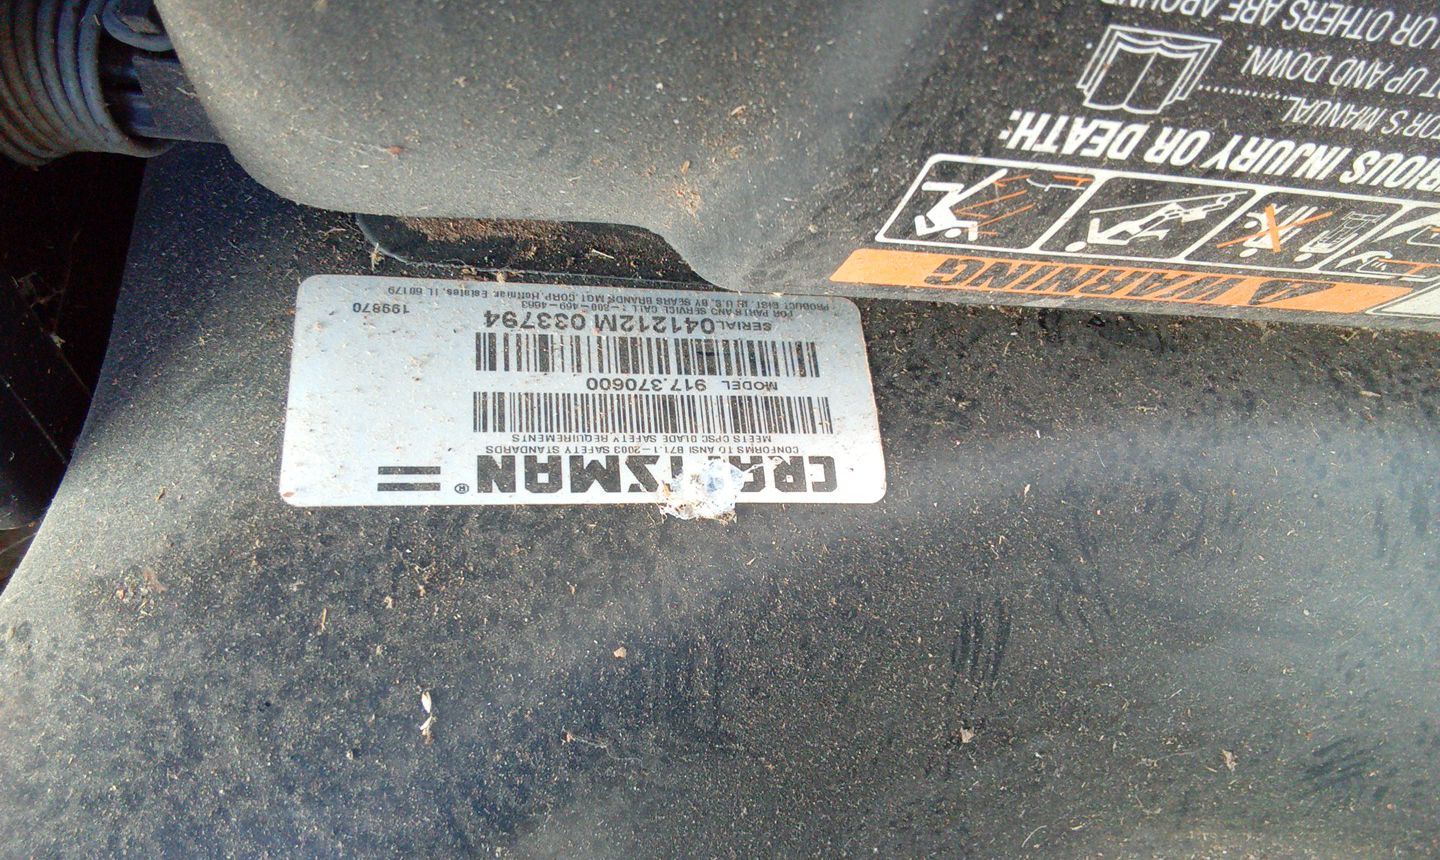 CRAFTSMAN®
CONFORMS TO ANSI B71.1-2003 SAFETY STANDARDS
MEETS CPSC BLADE SAFETY REQUIREMENTS
MODEL 917.370600
SERIAL 041212M 033794
FOR PARTS AND SERVICE CALL 1-800-469-4663
PRODUCT DIST. IN U.S. BY SEARS BRANDS MGT. CORP. Hoffman Estates, IL 60179
199870
WARNING
RIOUS INJURY OR DEATH:
OR'S MANUAL
T UP AND DOWN.
OR OTHERS ARE AROUND